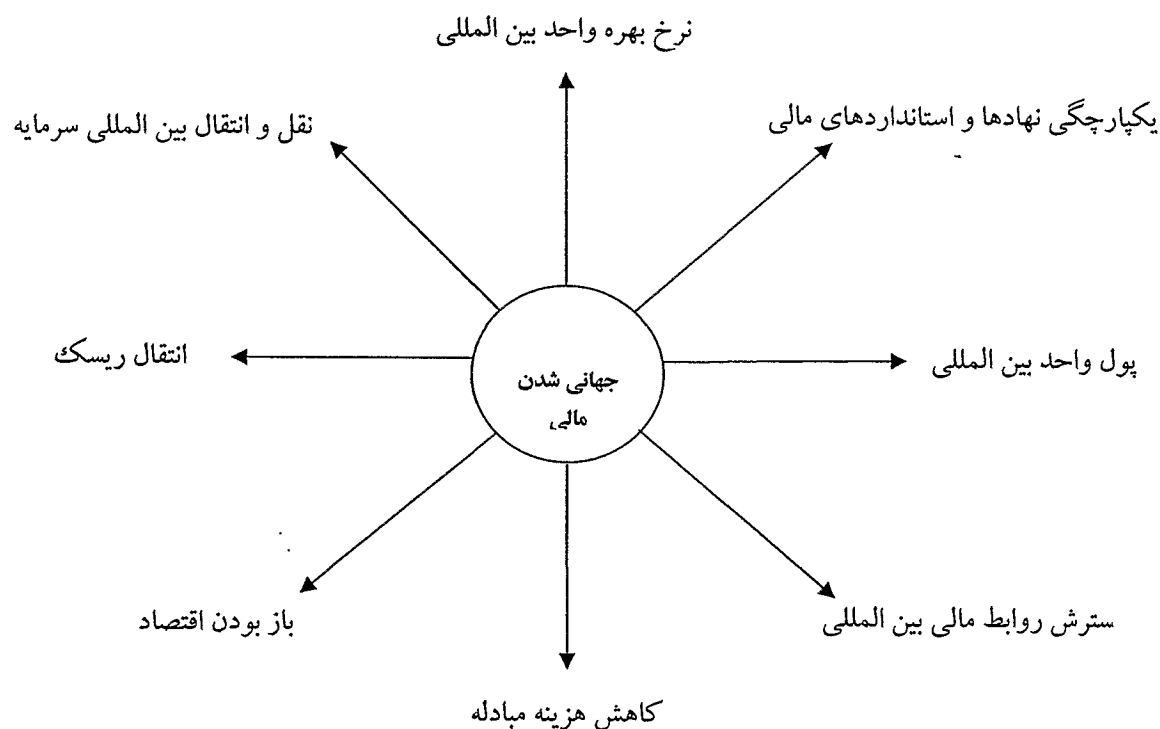 نرخ بهره واحد بین المللی
یکپارچگی نهادها و استانداردهای مالی
نقل و انتقال بین المللی سرمایه
پول واحد بین المللی
انتقال ریسک
جهانی شدن
مالی
سترش روابط مالی بین المللی
باز بودن اقتصاد
کاهش هزینه مبادله